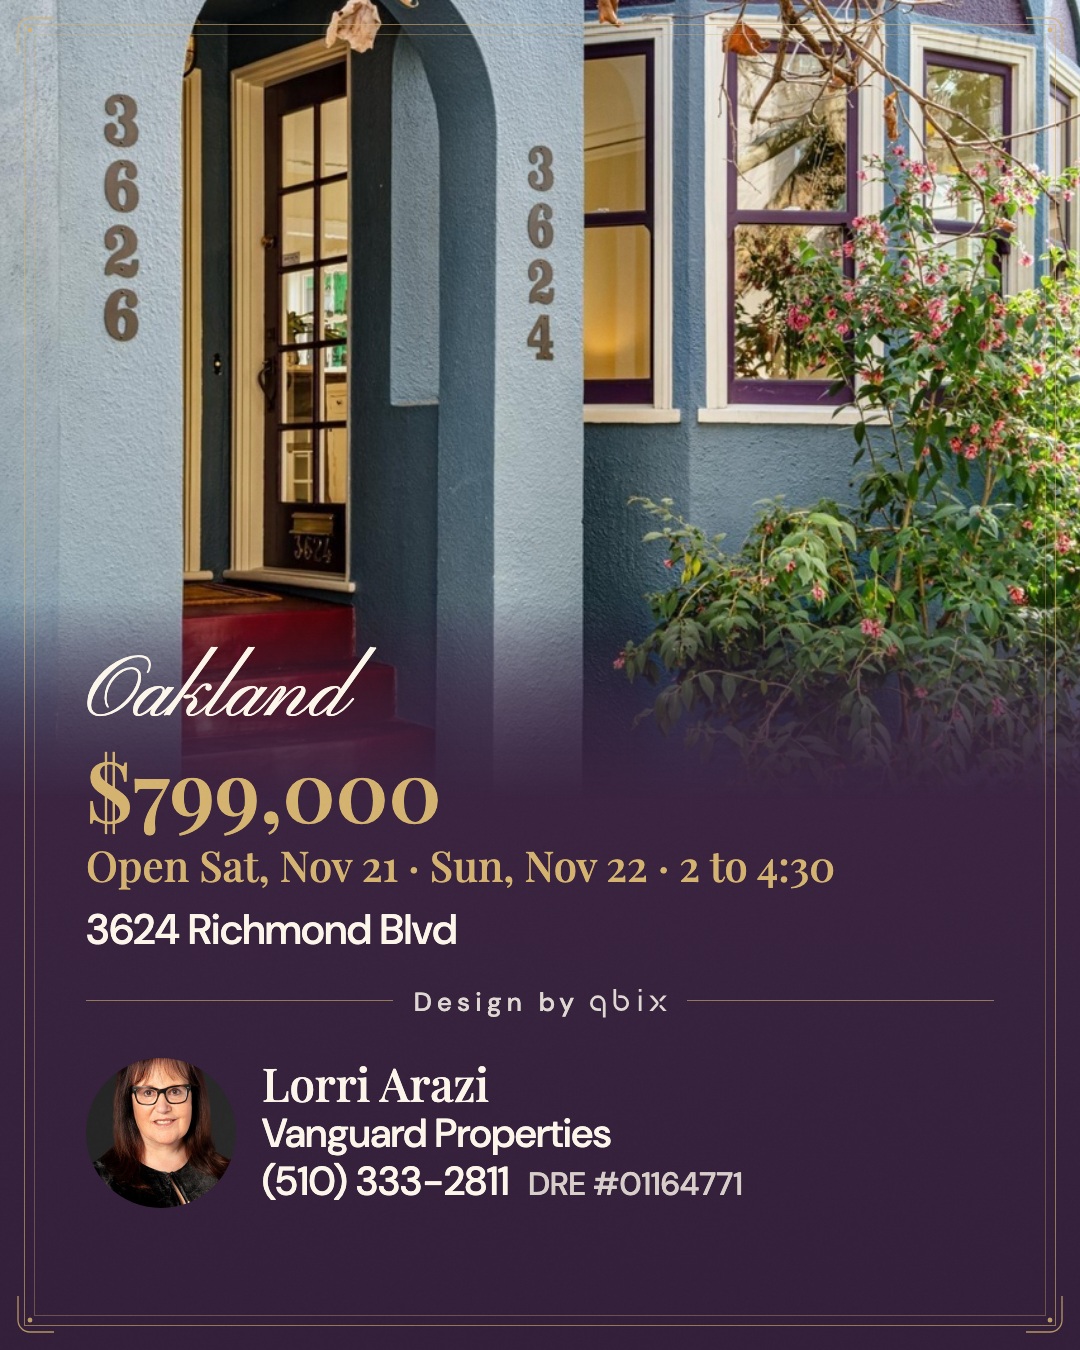 3626
3624
3624
Oakland
$799,000
Open Sat, Nov 21 · Sun, Nov 22 · 2 to 4:30
3624 Richmond Blvd
Design by qbix
Lorri Arazi
Vanguard Properties
(510) 333-2811 DRE #01164771